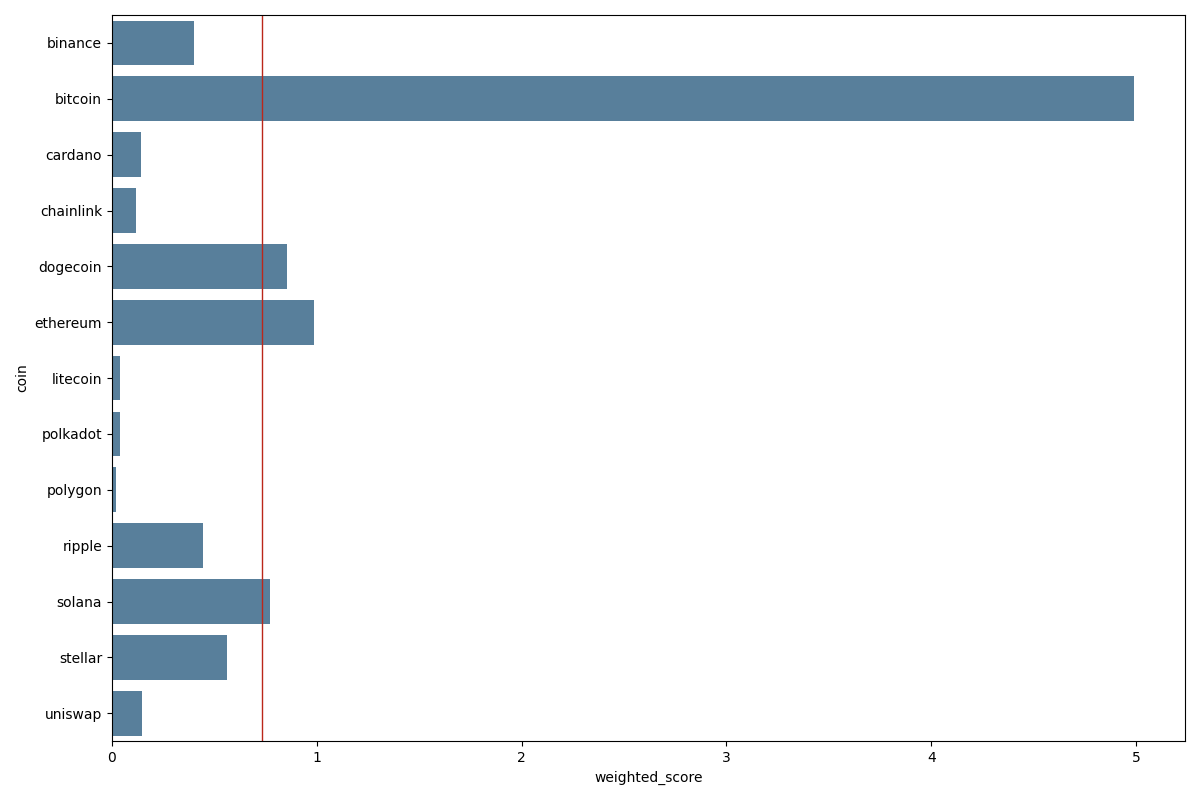 binance
bitcoin
cardano
chainlink
dogecoin
ethereum
litecoin
polkadot
polygon
ripple
solana
stellar
uniswap
coin
0 1 2 3 4 5
weighted_score